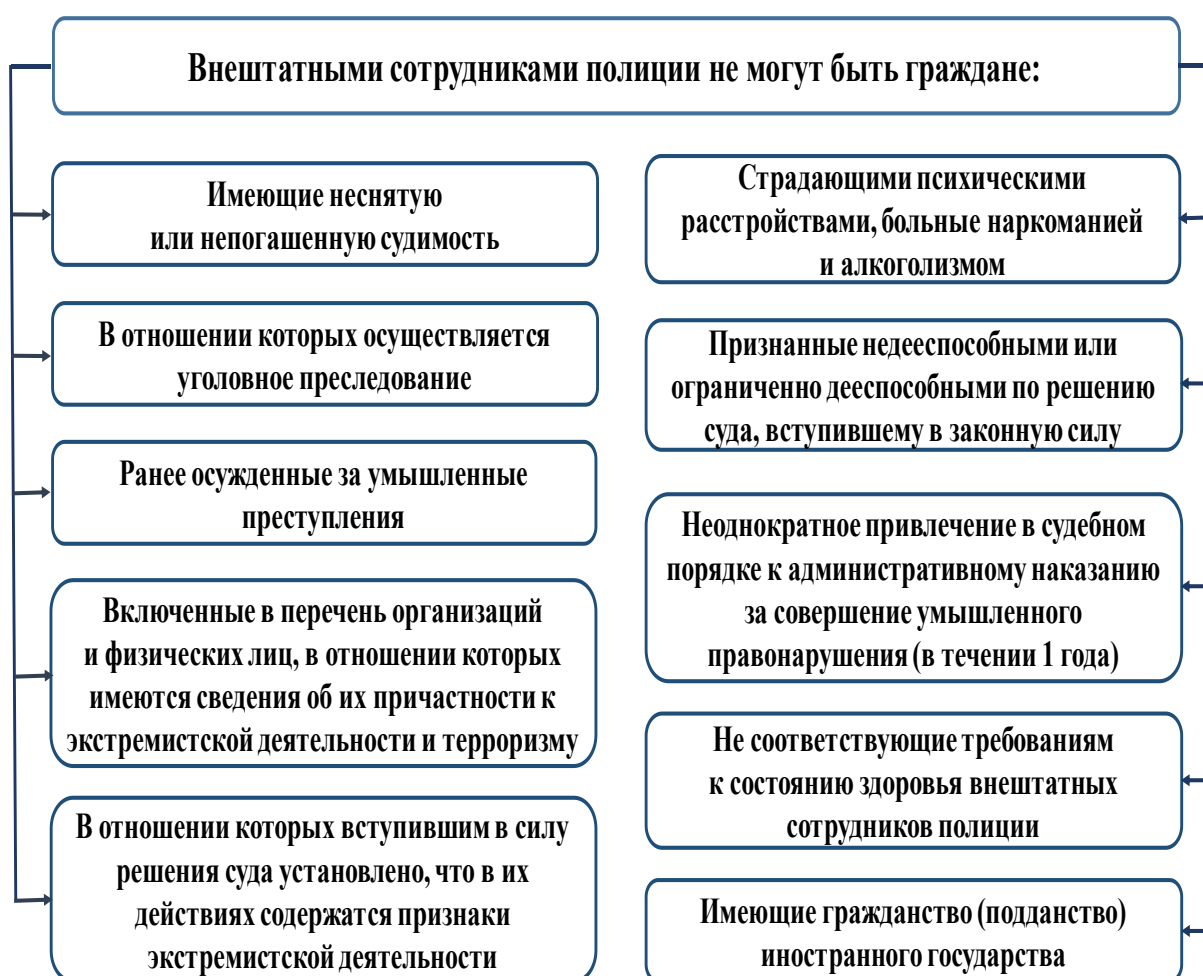 Внештатными сотрудниками полиции не могут быть граждане:
Имеющие неснятую
или непогашенную судимость
В отношении которых осуществляется
уголовное преследование
Ранее осужденные за умышленные
преступления
Включенные в перечень организаций
и физических лиц, в отношении которых
имеются сведения об их причастности к
экстремистской деятельности и терроризму
В отношении которых вступившим в силу
решения суда установлено, что в их
действиях содержатся признаки
экстремистской деятельности
Страдающими психическими
расстройствами, больные наркоманией
и алкоголизмом
Признанные недееспособными или
ограниченно дееспособными по решению
суда, вступившему в законную силу
Неоднократное привлечение в судебном
порядке к административному наказанию
за совершение умышленного
правонарушения (в течении 1 года)
Не соответствующие требованиям
к состоянию здоровья внештатных
сотрудников полиции
Имеющие гражданство (подданство)
иностранного государства